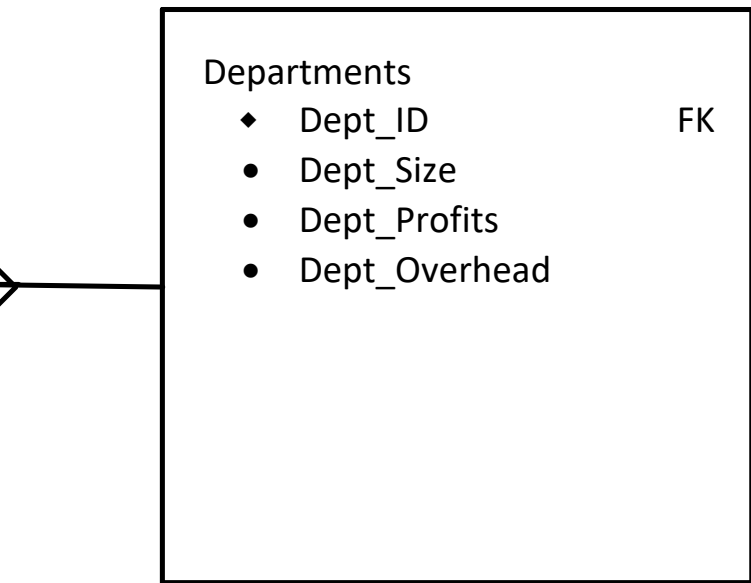 Departments
Dept_ID FK
Dept_Size
Dept_Profits
Dept_Overhead